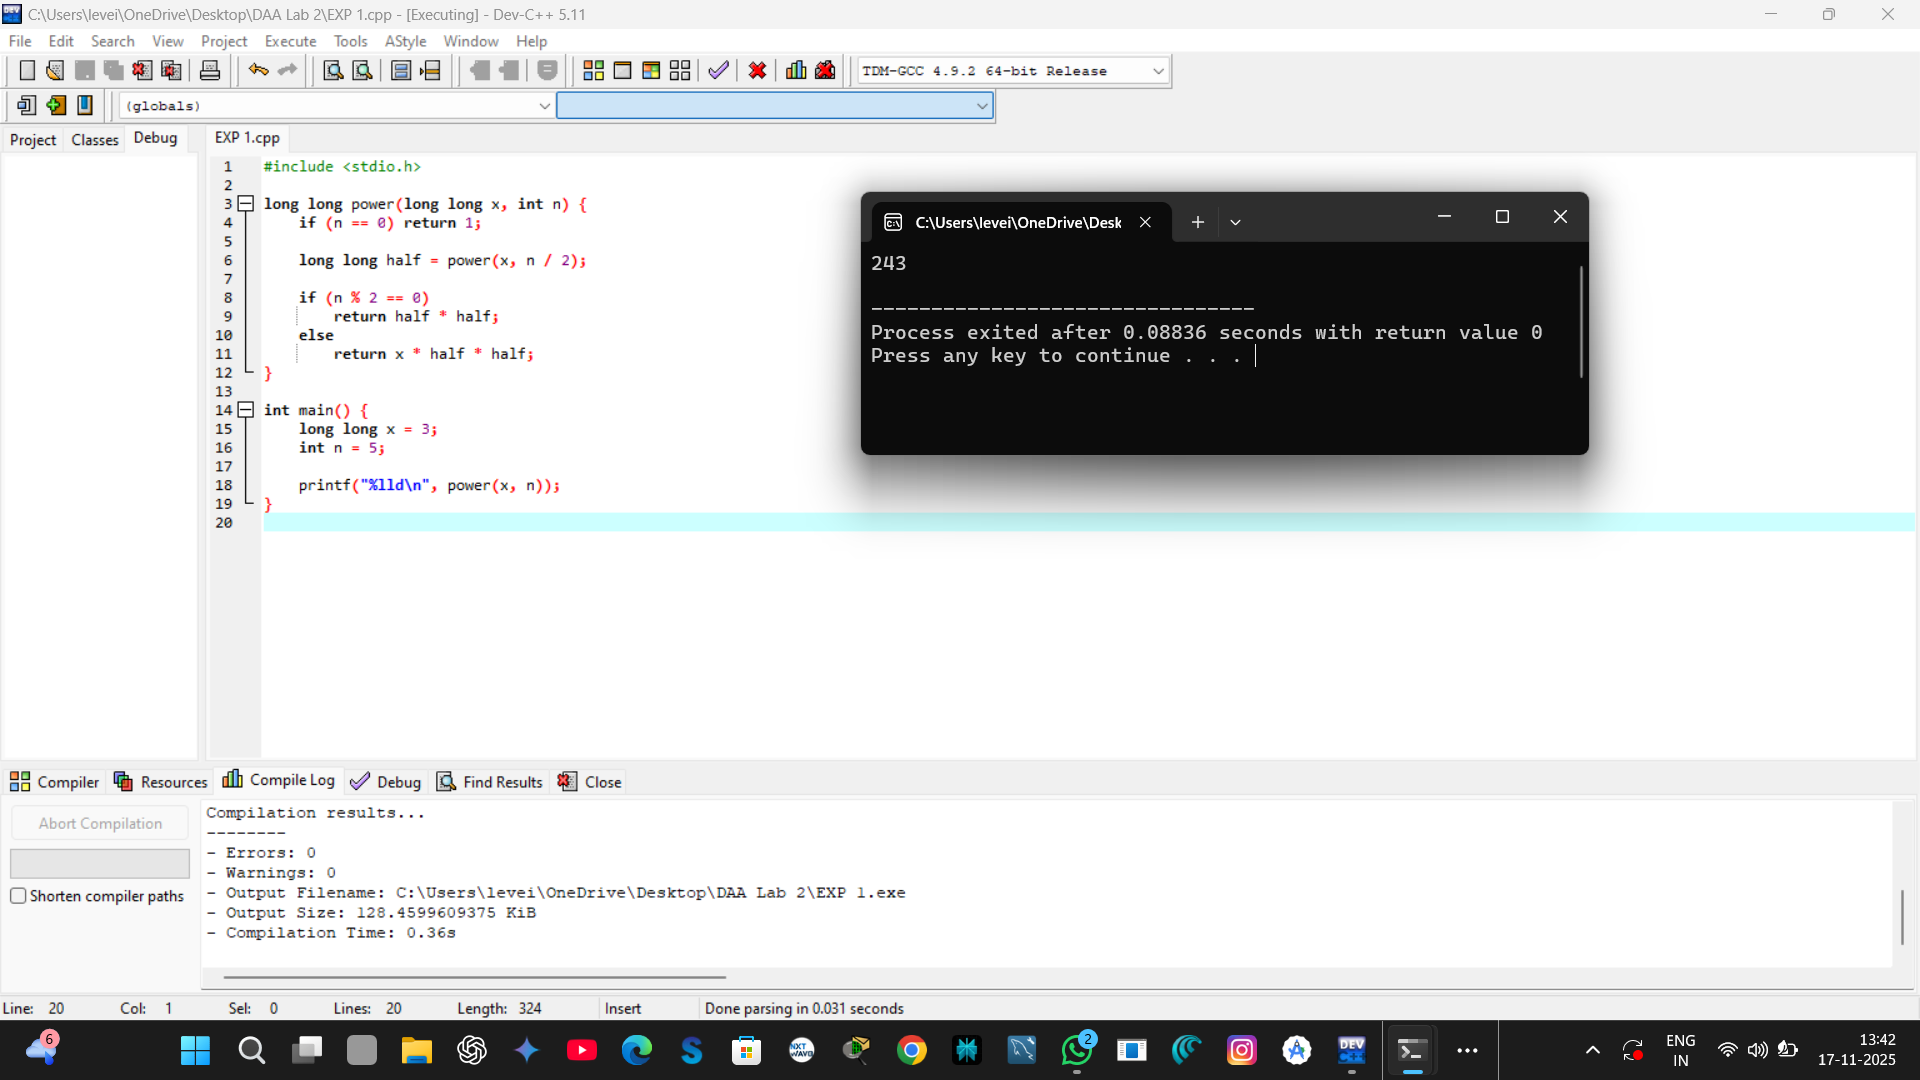 C:\Users\levei\OneDrive\Desktop\DAA Lab 2\EXP 1.cpp - [Executing] - Dev-C++ 5.11
File Edit Search View Project Execute Tools AStyle Window Help
TDM-GCC 4.9.2 64-bit Release
(globals)
Project Classes Debug
EXP 1.cpp
1 #include <stdio.h>
2
3 long long power(long long x, int n) {
4 if (n == 0) return 1;
5
6 long long half = power(x, n / 2);
7
8 if (n % 2 == 0)
9 return half * half;
10 else
11 return x * half * half;
12 }
13
14 int main() {
15 long long x = 3;
16 int n = 5;
17
18 printf("%lld\n", power(x, n));
19 }
20
C:\Users\levei\OneDrive\Desk
243
--------------------------------
Process exited after 0.08836 seconds with return value 0
Press any key to continue . . .
Compiler Resources Compile Log Debug Find Results Close
Abort Compilation
Shorten compiler paths
Compilation results...
--------
- Errors: 0
- Warnings: 0
- Output Filename: C:\Users\levei\OneDrive\Desktop\DAA Lab 2\EXP 1.exe
- Output Size: 128.4599609375 KiB
- Compilation Time: 0.36s
Line: 20 Col: 1 Sel: 0 Lines: 20 Length: 324 Insert Done parsing in 0.031 seconds
6
NXT WAVE
2
DEV C++
ENG
IN
13:42
17-11-2025